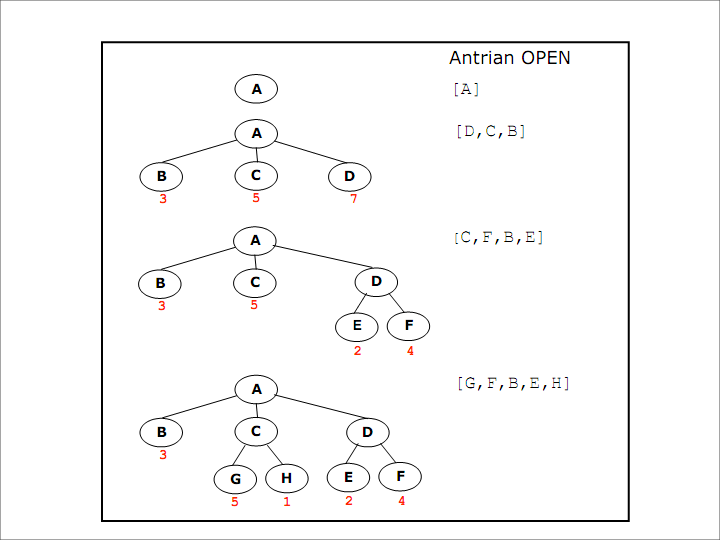 Antrian OPEN
A
[A]
A
[D,C,B]
B C D
3 5 7
A
[C,F,B,E]
B C D
3 5
E F
2 4
A
[G,F,B,E,H]
B C D
3
G H E F
5 1 2 4